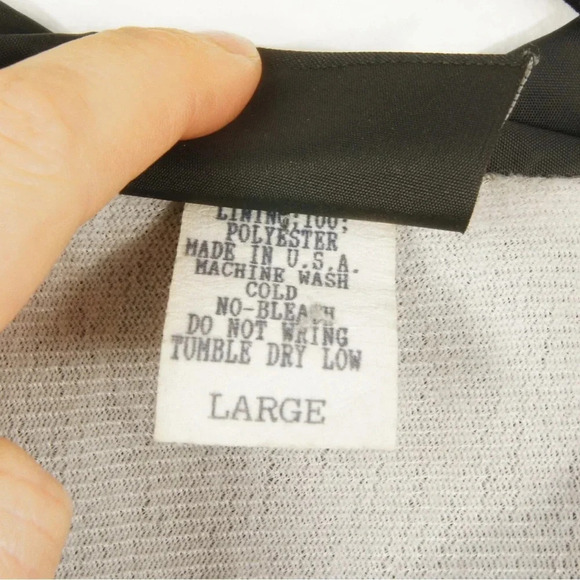 LINING;100;
POLYESTER
MADE IN U.S.A.
MACHINE WASH
COLD
NO-BLEACH
DO NOT WRING
TUMBLE DRY LOW
LARGE